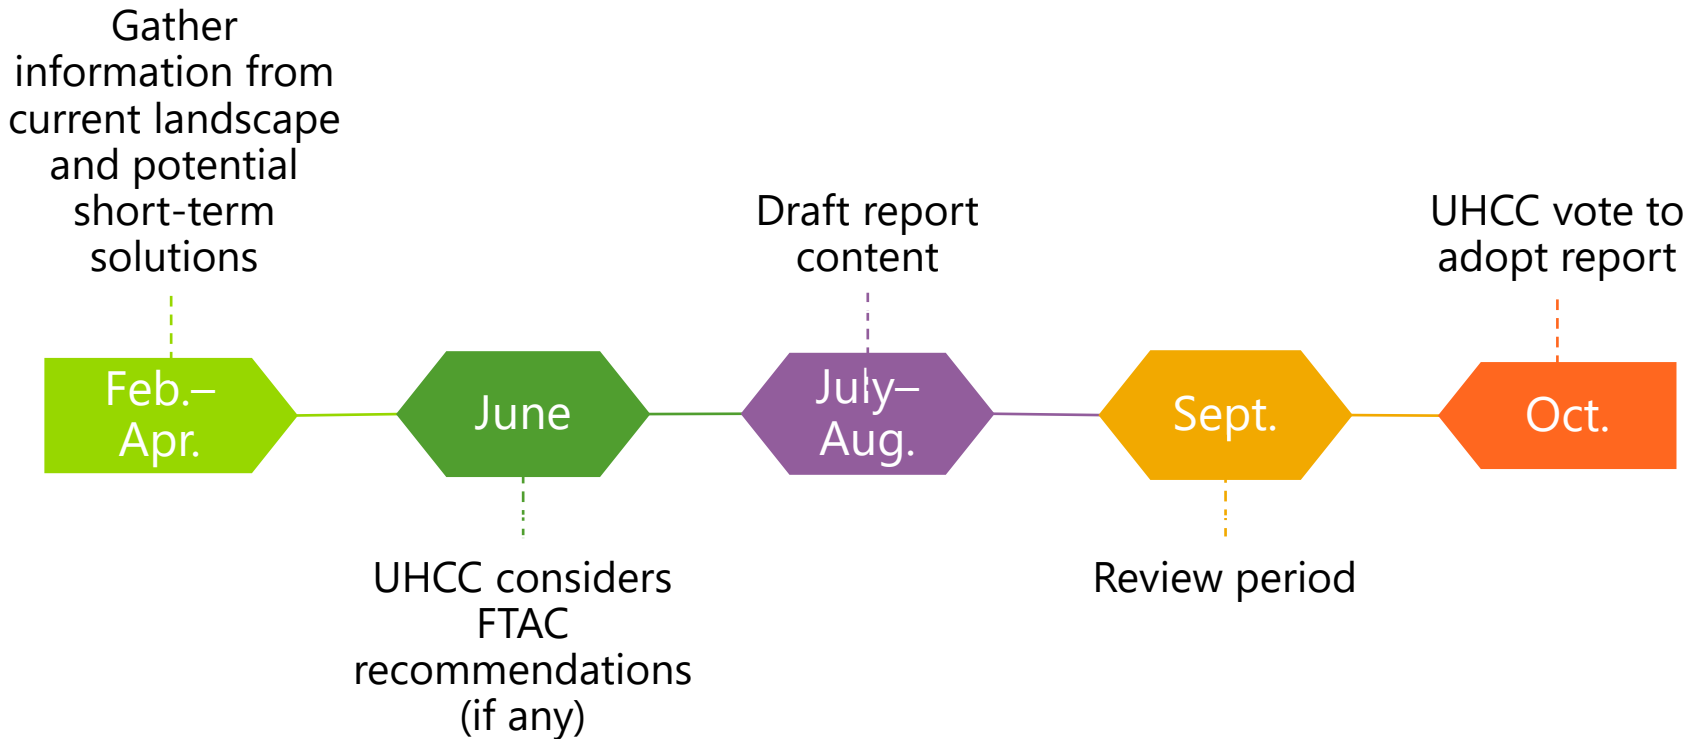 Gather
information from
current landscape
and potential
short-term
solutions
Feb.–
Apr.
June
UHCC considers
FTAC
recommendations
(if any)
Draft report
content
July–
Aug.
Sept.
Review period
UHCC vote to
adopt report
Oct.